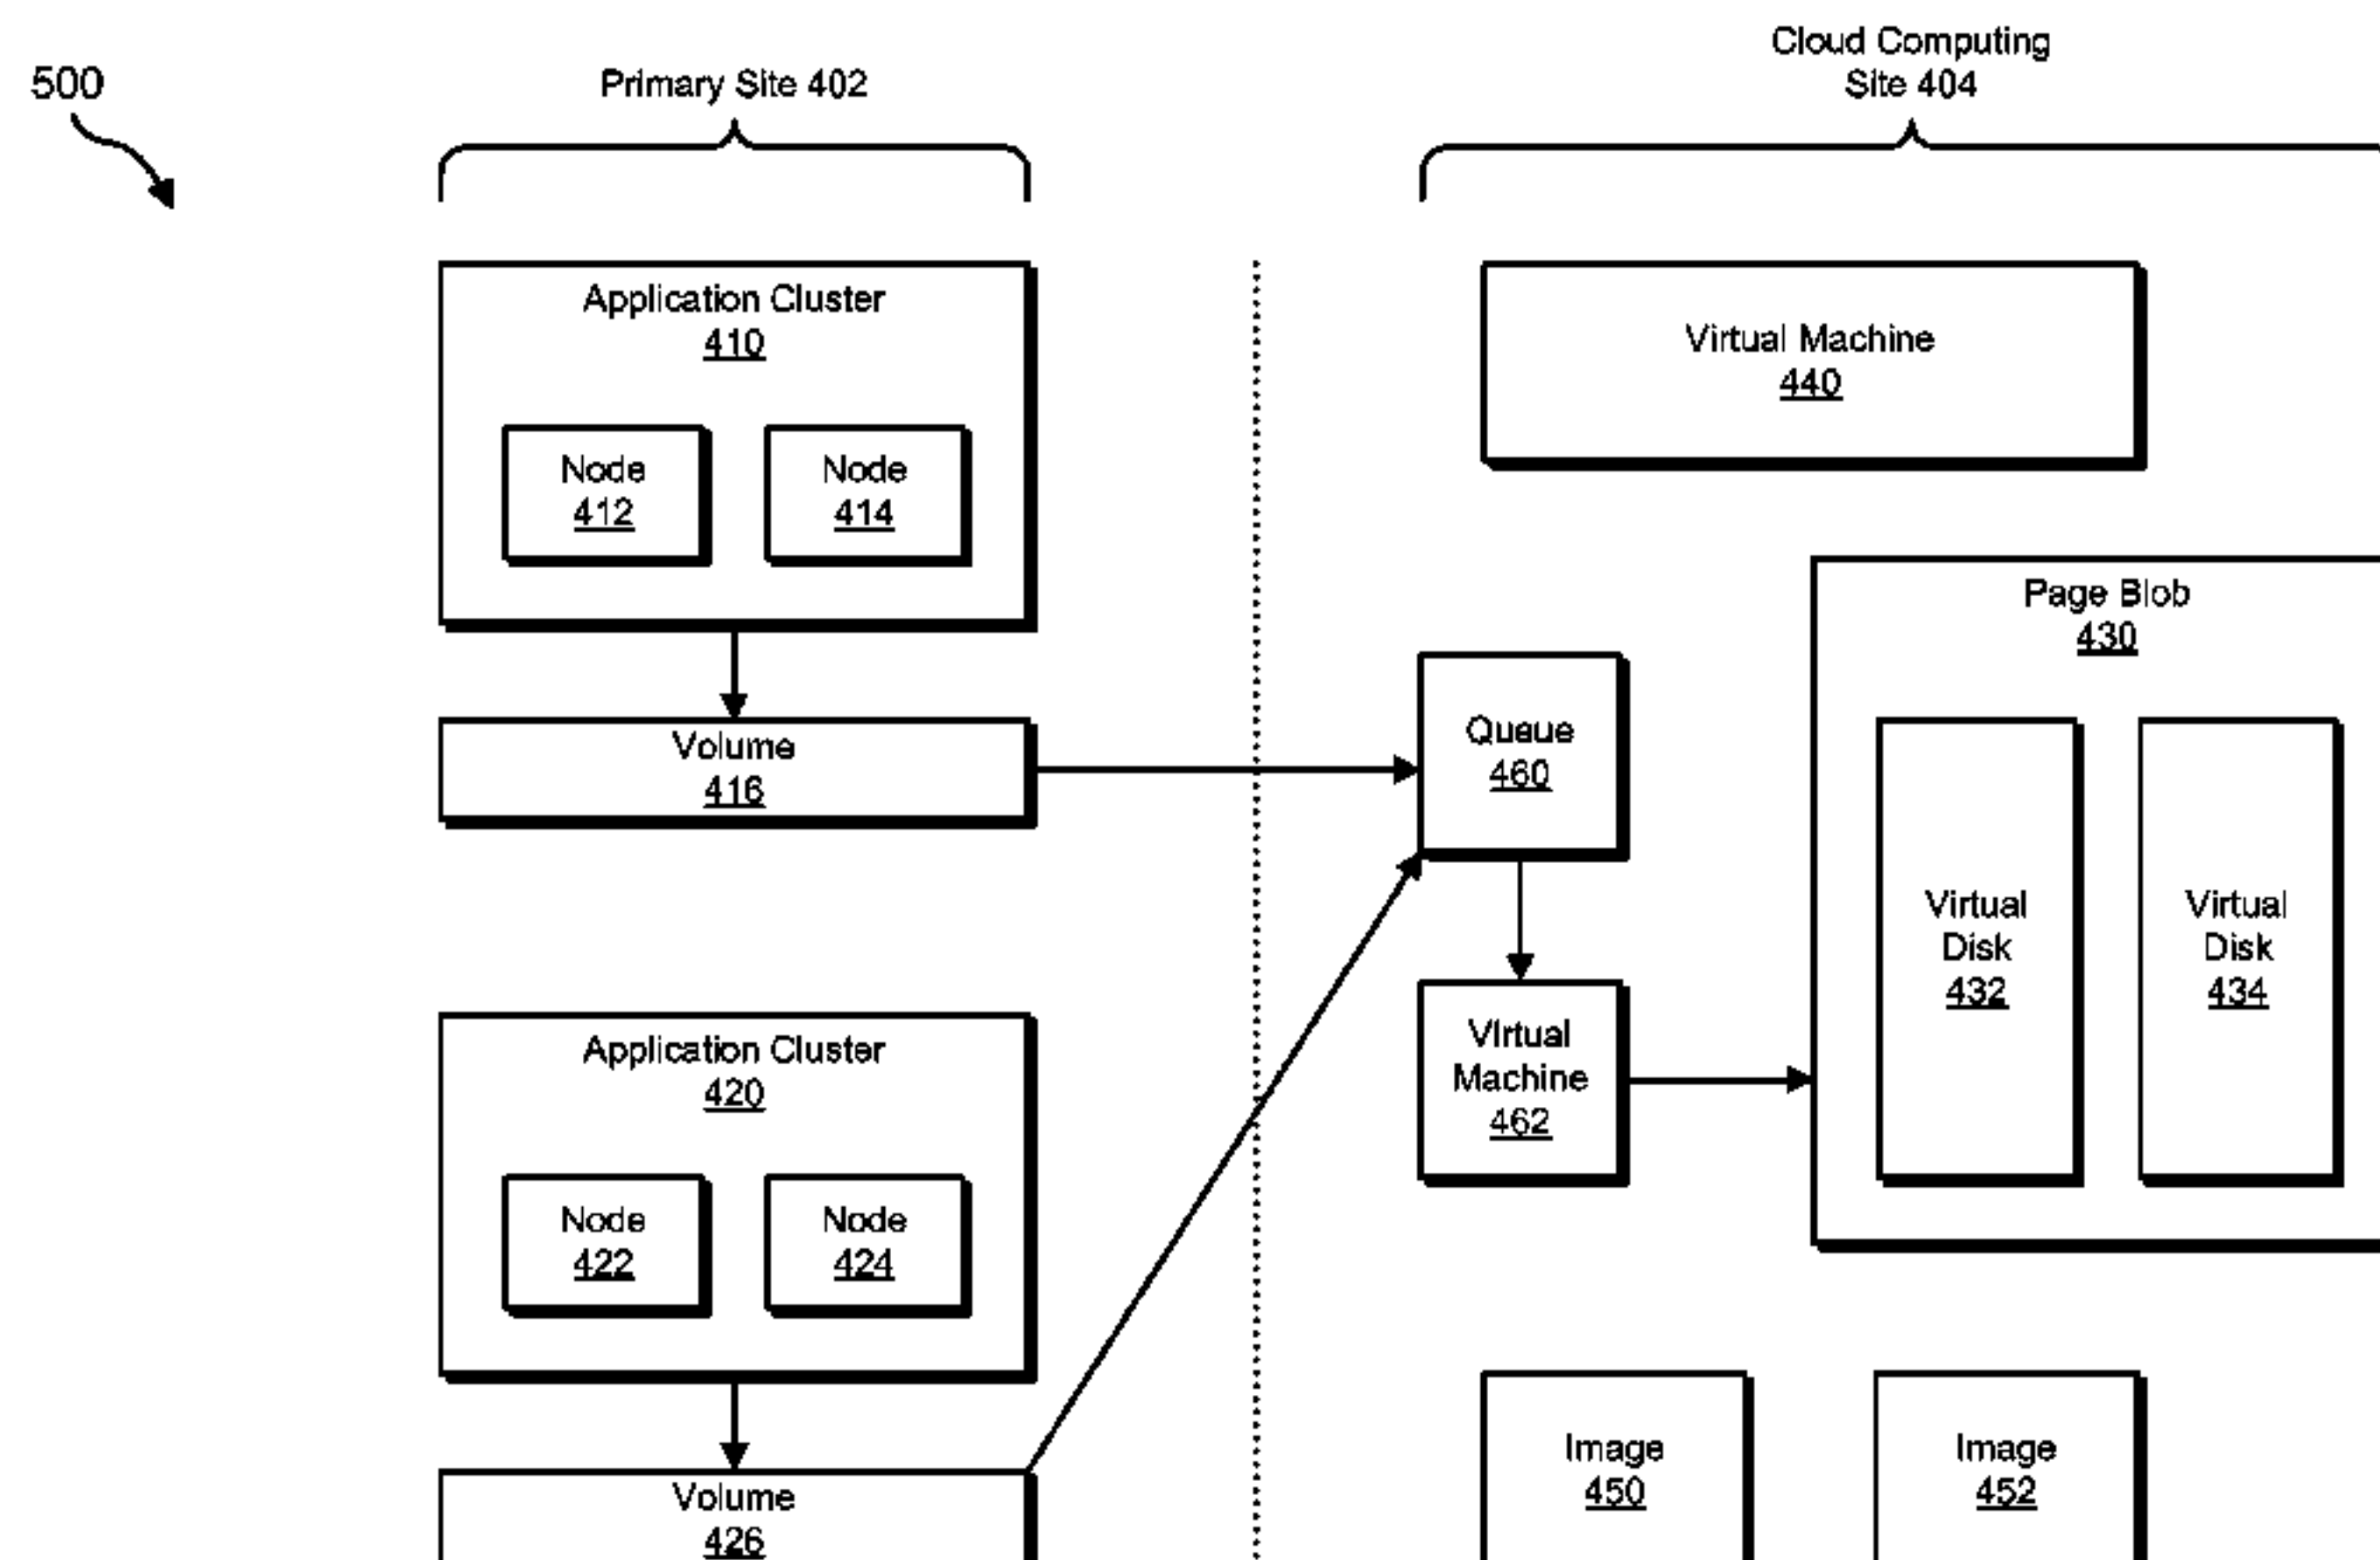 500
Primary Site 402
Cloud Computing
Site 404
Application Cluster
410
Node
412
Node
414
Volume
416
Application Cluster
420
Node
422
Node
424
Volume
426
Virtual Machine
440
Queue
460
Virtual
Machine
462
Page Blob
430
Virtual
Disk
432
Virtual
Disk
434
Image
450
Image
452